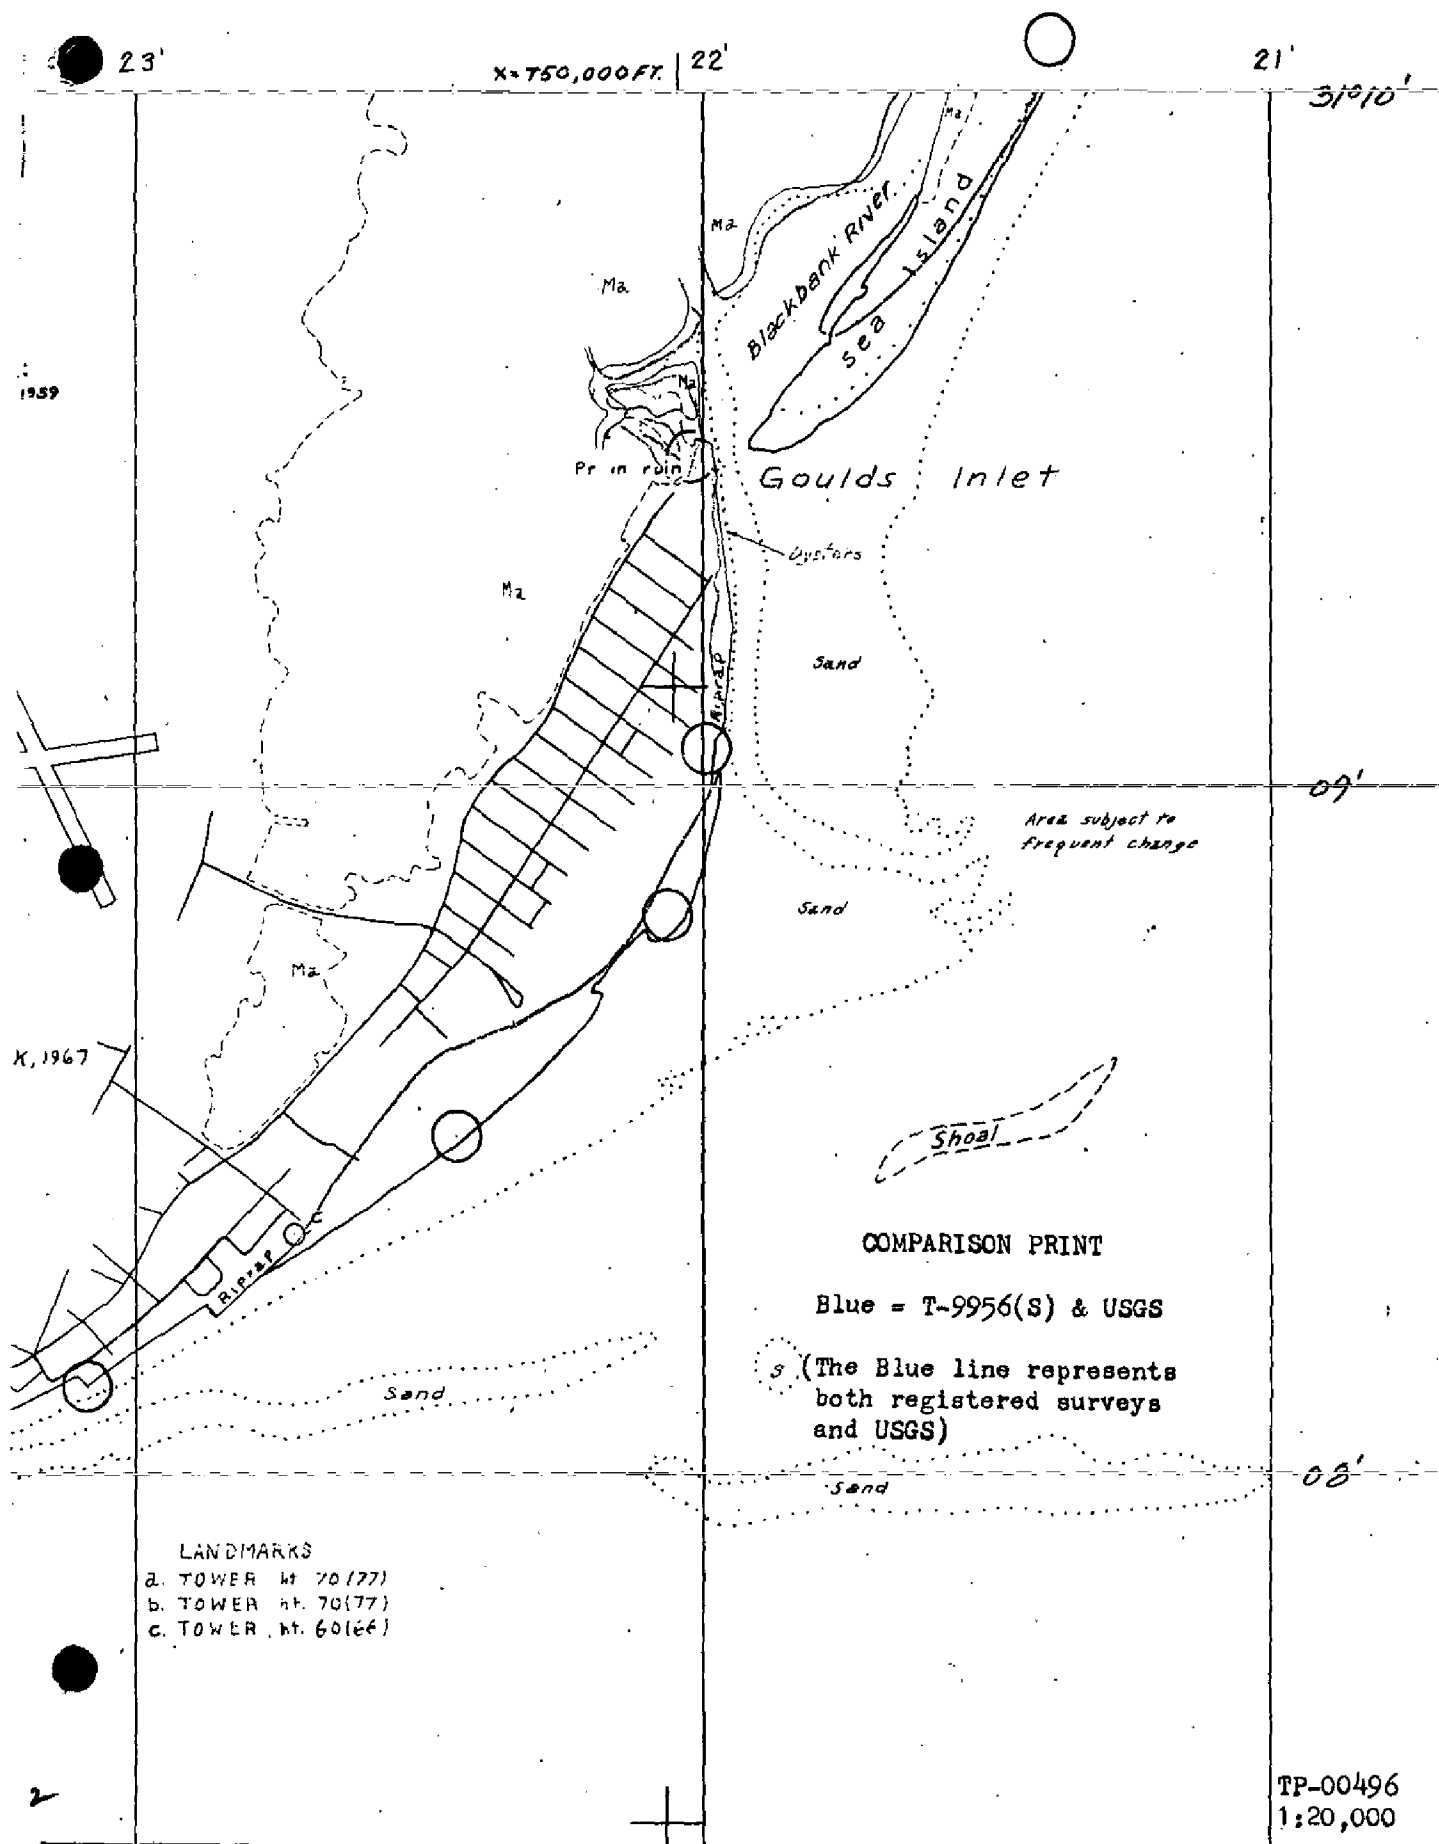 23'
X=750,000FT.
22'
21'
31°10'
Ma
Blackbank River
Sea Island
Ma
Ma
1959
Ma
Pr in ruin
Goulds Inlet
Oysters
Ma
Sand
Riprap
09'
Area subject to
frequent change
Sand
Ma
K, 1967
Shoal
c
Riprap
COMPARISON PRINT
Blue = T-9956(S) & USGS
S (The Blue line represents
both registered surveys
and USGS)
Sand
08'
Sand
LANDMARKS
a. TOWER ht 70(77)
b. TOWER ht. 70(77)
c. TOWER, ht. 60(66)
2
TP-00496
1:20,000